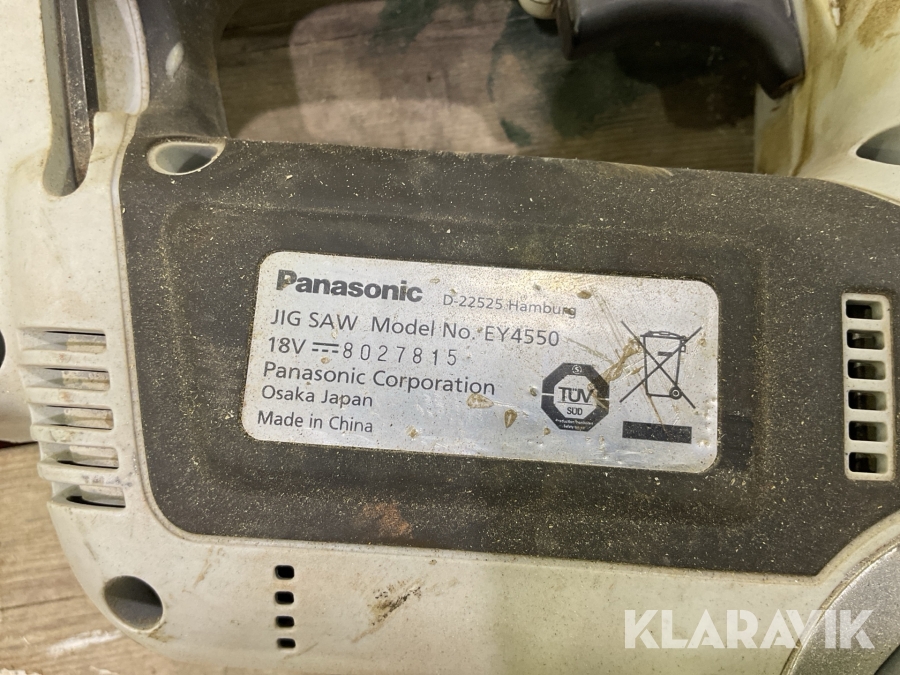 Panasonic D-22525 Hamburg
JIG SAW Model No. EY4550
18V 8027815
Panasonic Corporation
Osaka Japan
Made in China
TÜV
SÜD
KLARAVIK